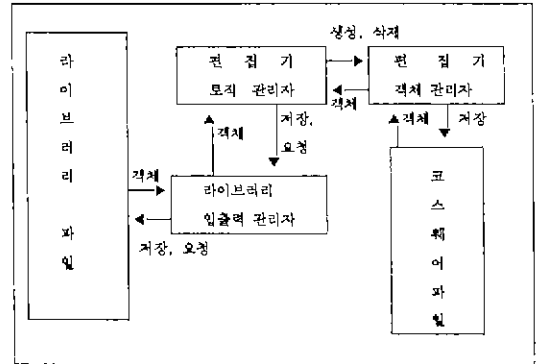 생성, 삭제
라
이
브
러
리
파
일
편 집 기
토픽 관리자
편 집 기
객체 관리자
객체
저장,
요청
객체
객체
저장
객체
라이브러리
입출력 관리자
저장, 요청
코
스
웨
어
파
일